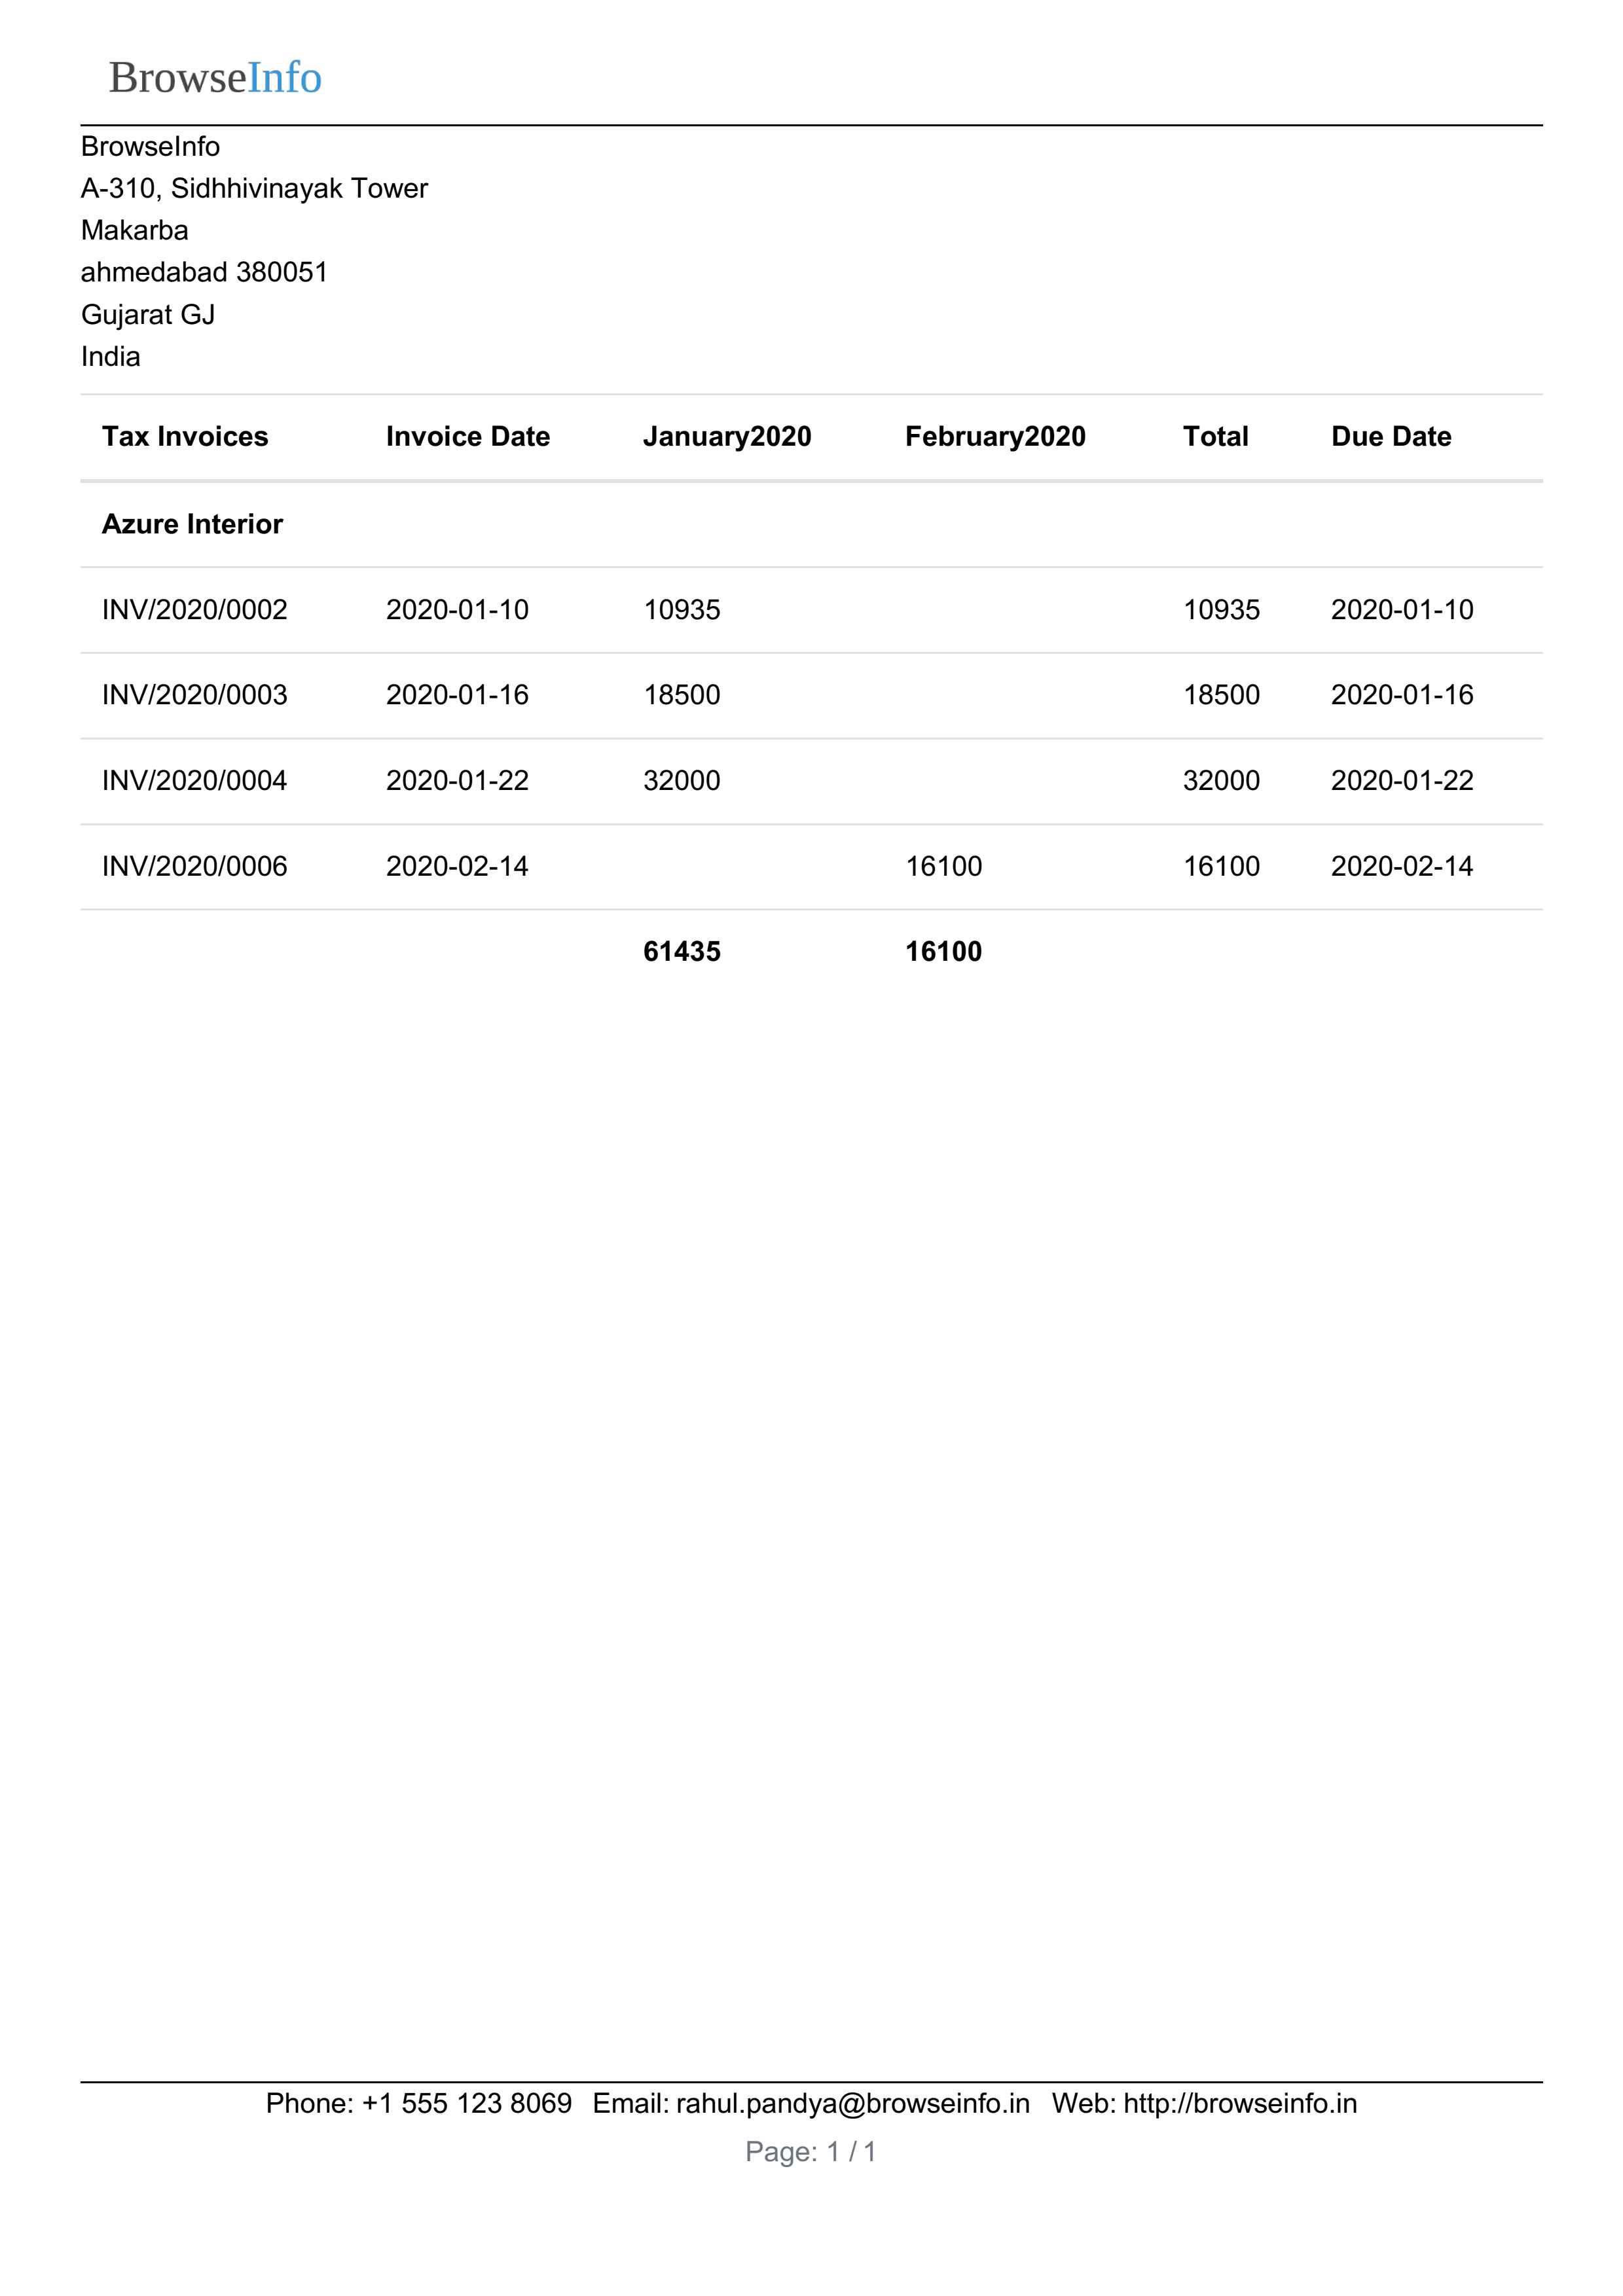 BrowseInfo
BrowseInfo
A-310, Sidhhivinayak Tower
Makarba
ahmedabad 380051
Gujarat GJ
India
Tax Invoices Invoice Date January2020 February2020 Total Due Date
Azure Interior
INV/2020/0002 2020-01-10 10935 10935 2020-01-10
INV/2020/0003 2020-01-16 18500 18500 2020-01-16
INV/2020/0004 2020-01-22 32000 32000 2020-01-22
INV/2020/0006 2020-02-14 16100 16100 2020-02-14
61435 16100
Phone: +1 555 123 8069 Email: rahul.pandya@browseinfo.in Web: http://browseinfo.in
Page: 1 / 1